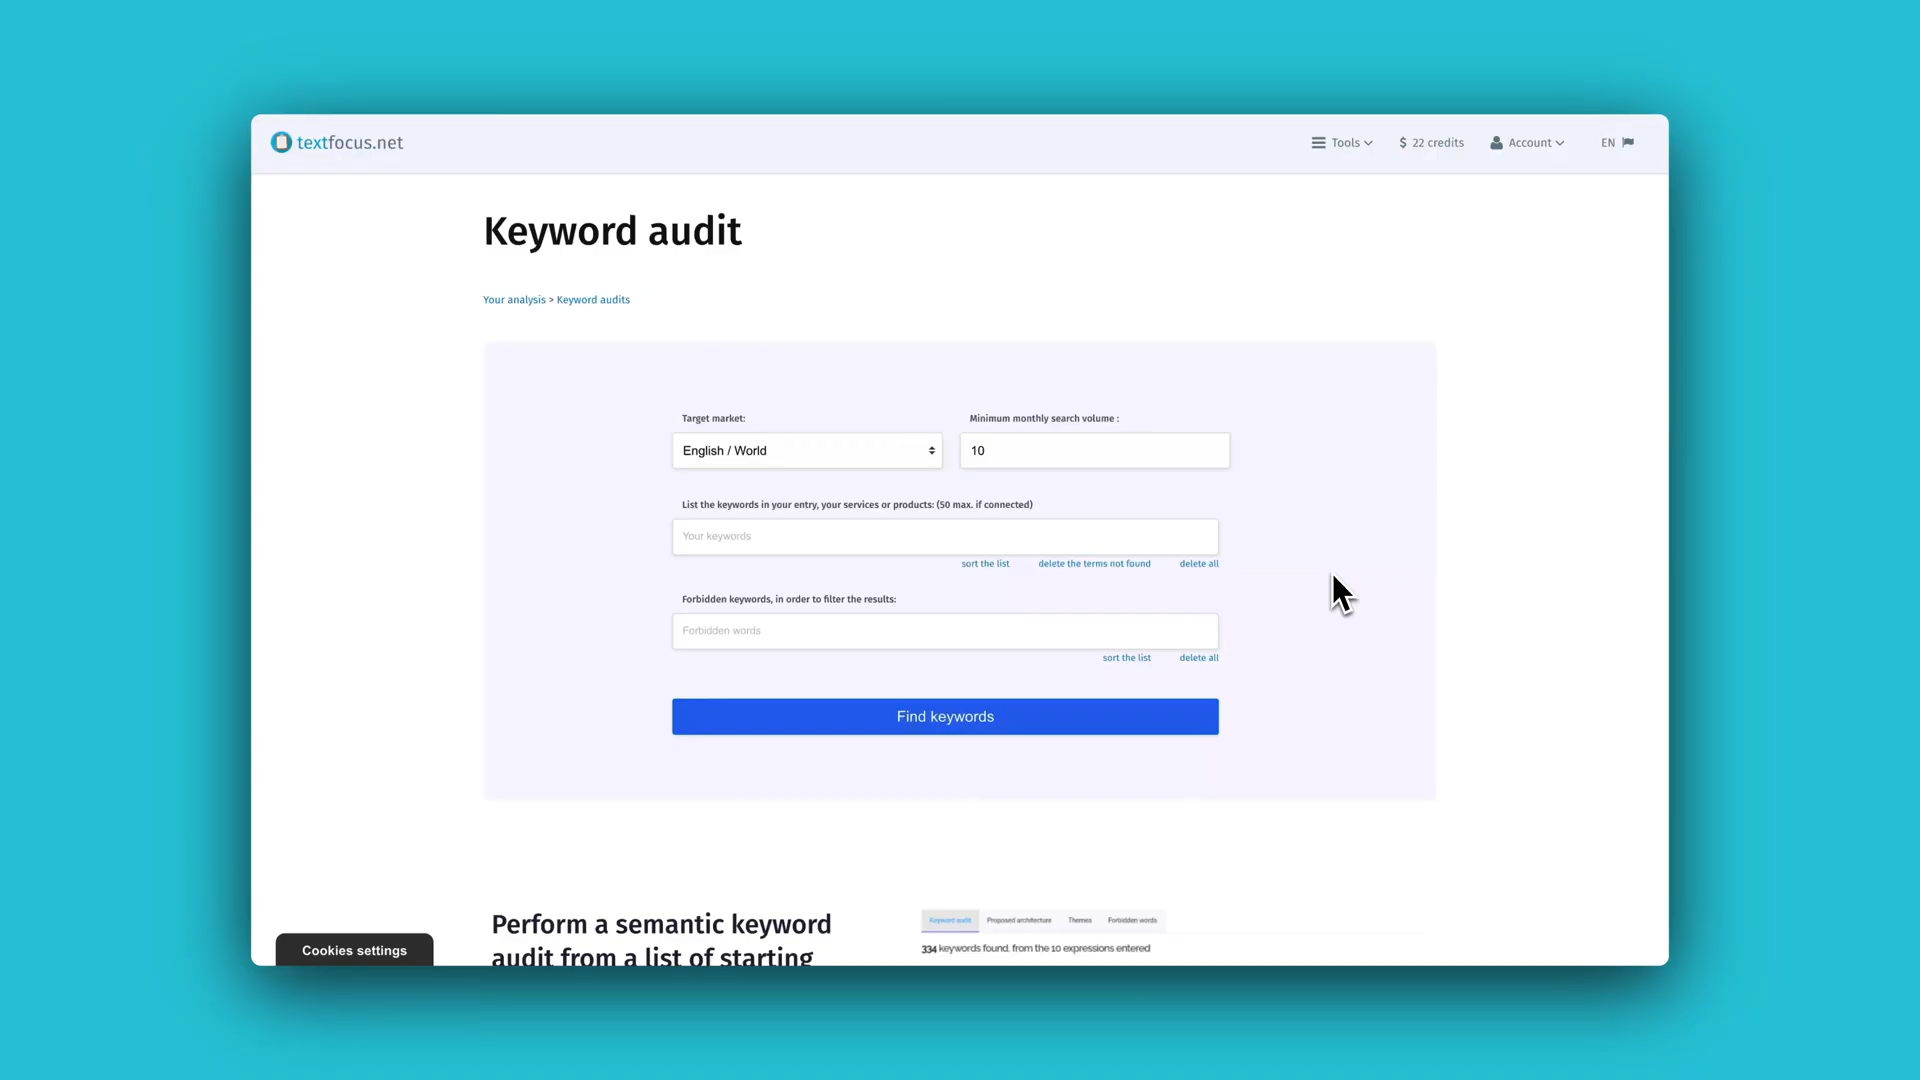 textfocus.net
Tools
$ 22 credits
Account
EN
Keyword audit
Your analysis > Keyword audits
Target market:
Minimum monthly search volume :
English / World
10
List the keywords in your entry, your services or products: (50 max. if connected)
Your keywords
sort the list
delete the terms not found
delete all
Forbidden keywords, in order to filter the results:
Forbidden words
sort the list
delete all
Find keywords
Perform a semantic keyword
audit from a list of starting
Keyword audit
Proposed architecture
Themes
Forbidden words
334 keywords found, from the 10 expressions entered
Cookies settings